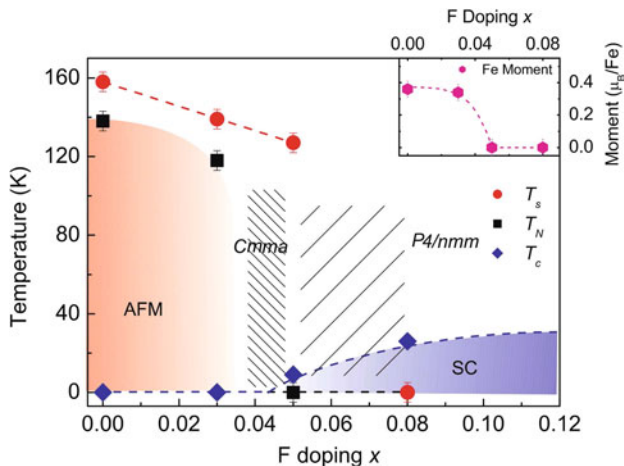 F Doping x
0.00 0.04 0.08
Fe Moment
0.4
0.2
0.0
Moment (μB/Fe)
160
120
80
40
0
Temperature (K)
Ts
TN
Tc
Cmma
P4/nmm
AFM
SC
0.00 0.02 0.04 0.06 0.08 0.10 0.12
F doping x